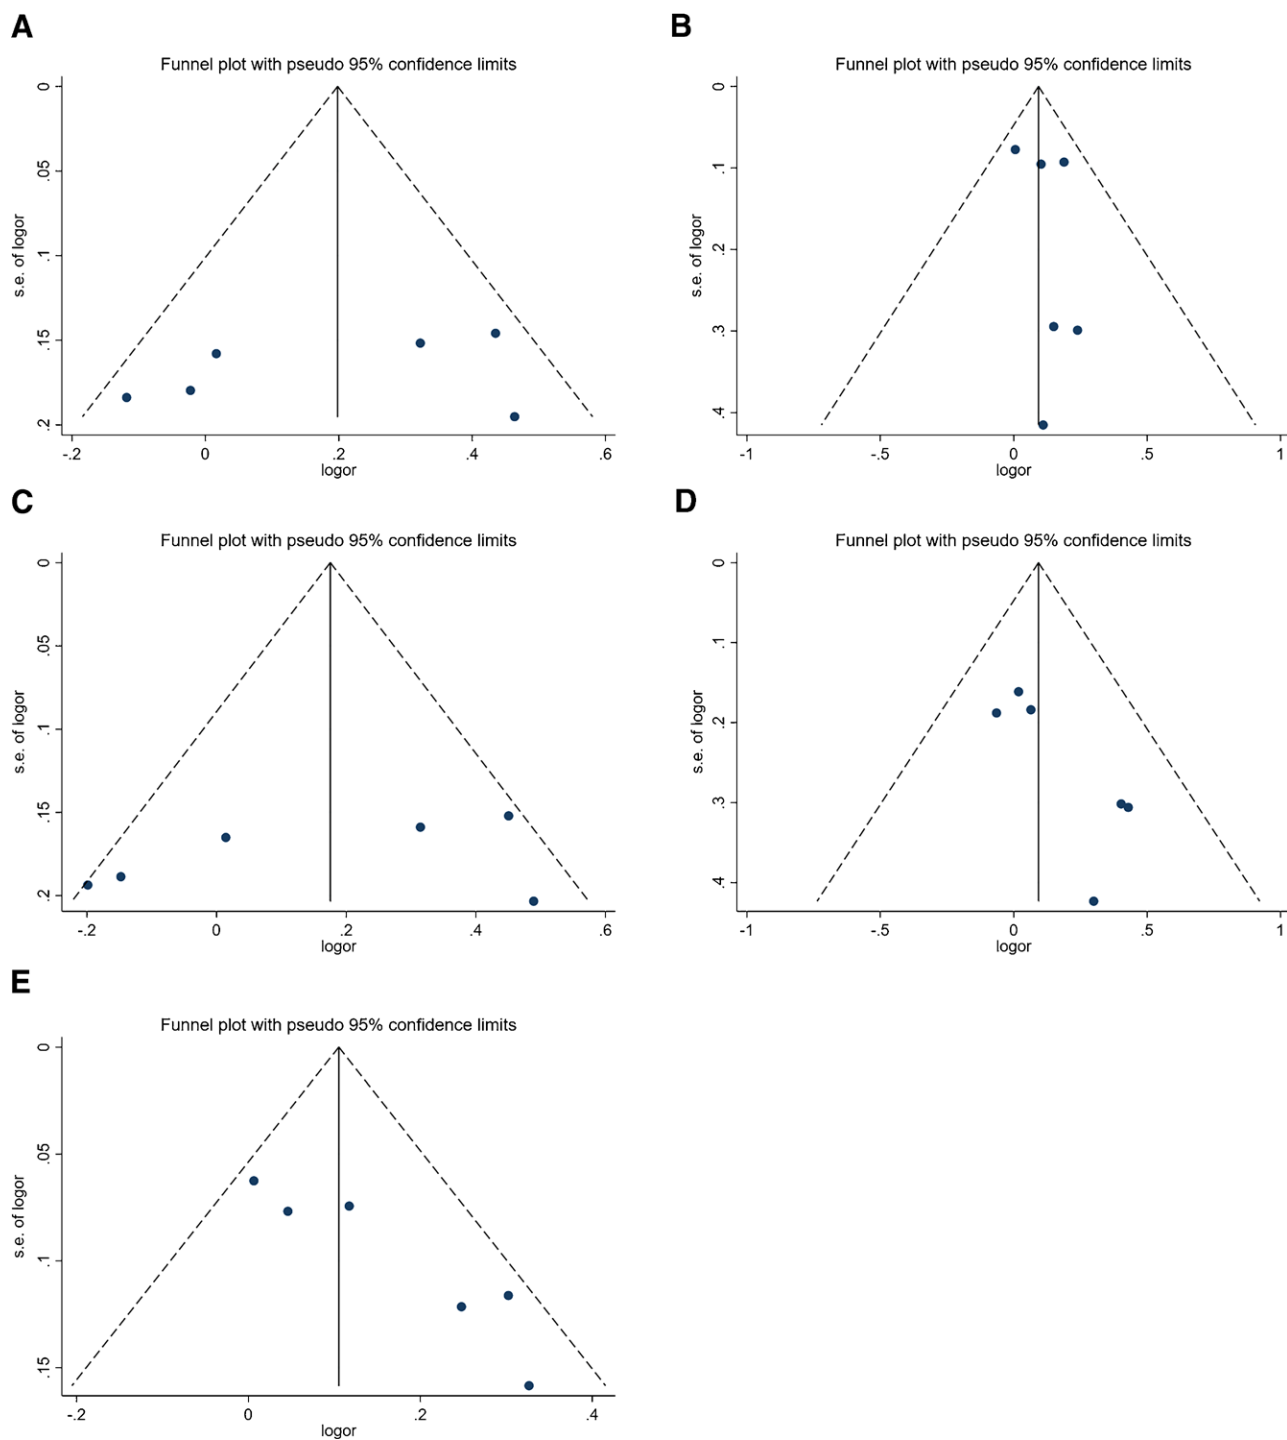 A
Funnel plot with pseudo 95% confidence limits
s.e. of logor
0
.05
.1
.15
.2
-.2 0 .2 .4 .6
logor
B
Funnel plot with pseudo 95% confidence limits
s.e. of logor
0
.1
.2
.3
.4
-1 -.5 0 .5 1
logor
C
Funnel plot with pseudo 95% confidence limits
s.e. of logor
0
.05
.1
.15
.2
-.2 0 .2 .4 .6
logor
D
Funnel plot with pseudo 95% confidence limits
s.e. of logor
0
.1
.2
.3
.4
-1 -.5 0 .5 1
logor
E
Funnel plot with pseudo 95% confidence limits
s.e. of logor
0
.05
.1
.15
-.2 0 .2 .4
logor